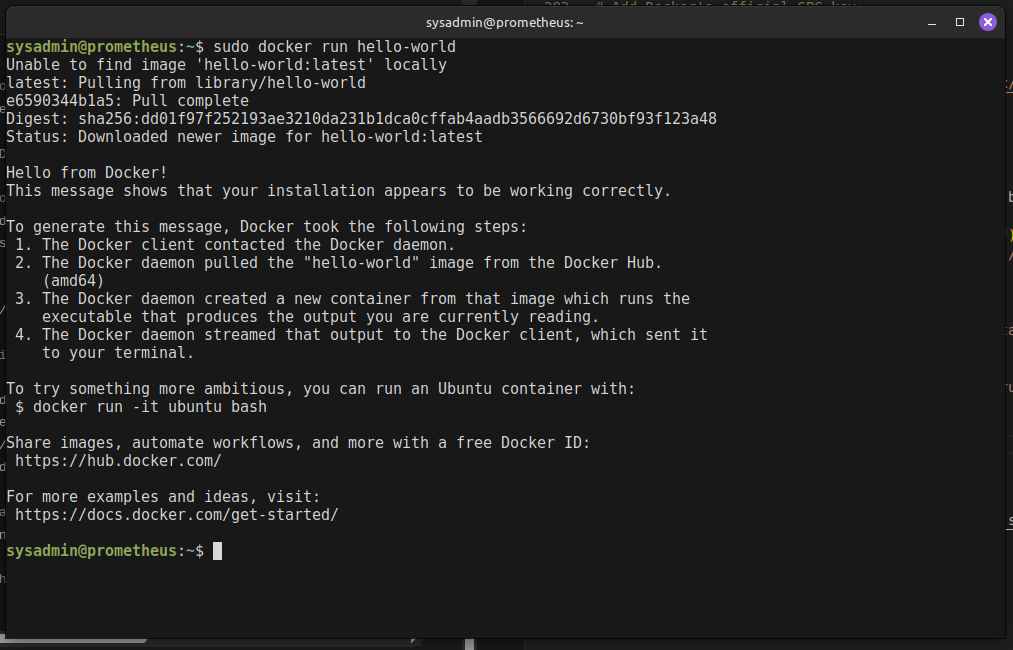 # Add Docker's official GPG key:
sysadmin@prometheus: ~
sysadmin@prometheus:~$ sudo docker run hello-world
Unable to find image 'hello-world:latest' locally
latest: Pulling from library/hello-world
e6590344b1a5: Pull complete
Digest: sha256:dd01f97f252193ae3210da231b1dca0cffab4aadb3566692d6730bf93f123a48
Status: Downloaded newer image for hello-world:latest
Hello from Docker!
This message shows that your installation appears to be working correctly.
To generate this message, Docker took the following steps:
1. The Docker client contacted the Docker daemon.
2. The Docker daemon pulled the "hello-world" image from the Docker Hub.
(amd64)
3. The Docker daemon created a new container from that image which runs the
executable that produces the output you are currently reading.
4. The Docker daemon streamed that output to the Docker client, which sent it
to your terminal.
To try something more ambitious, you can run an Ubuntu container with:
$ docker run -it ubuntu bash
Share images, automate workflows, and more with a free Docker ID:
https://hub.docker.com/
For more examples and ideas, visit:
https://docs.docker.com/get-started/
sysadmin@prometheus:~$